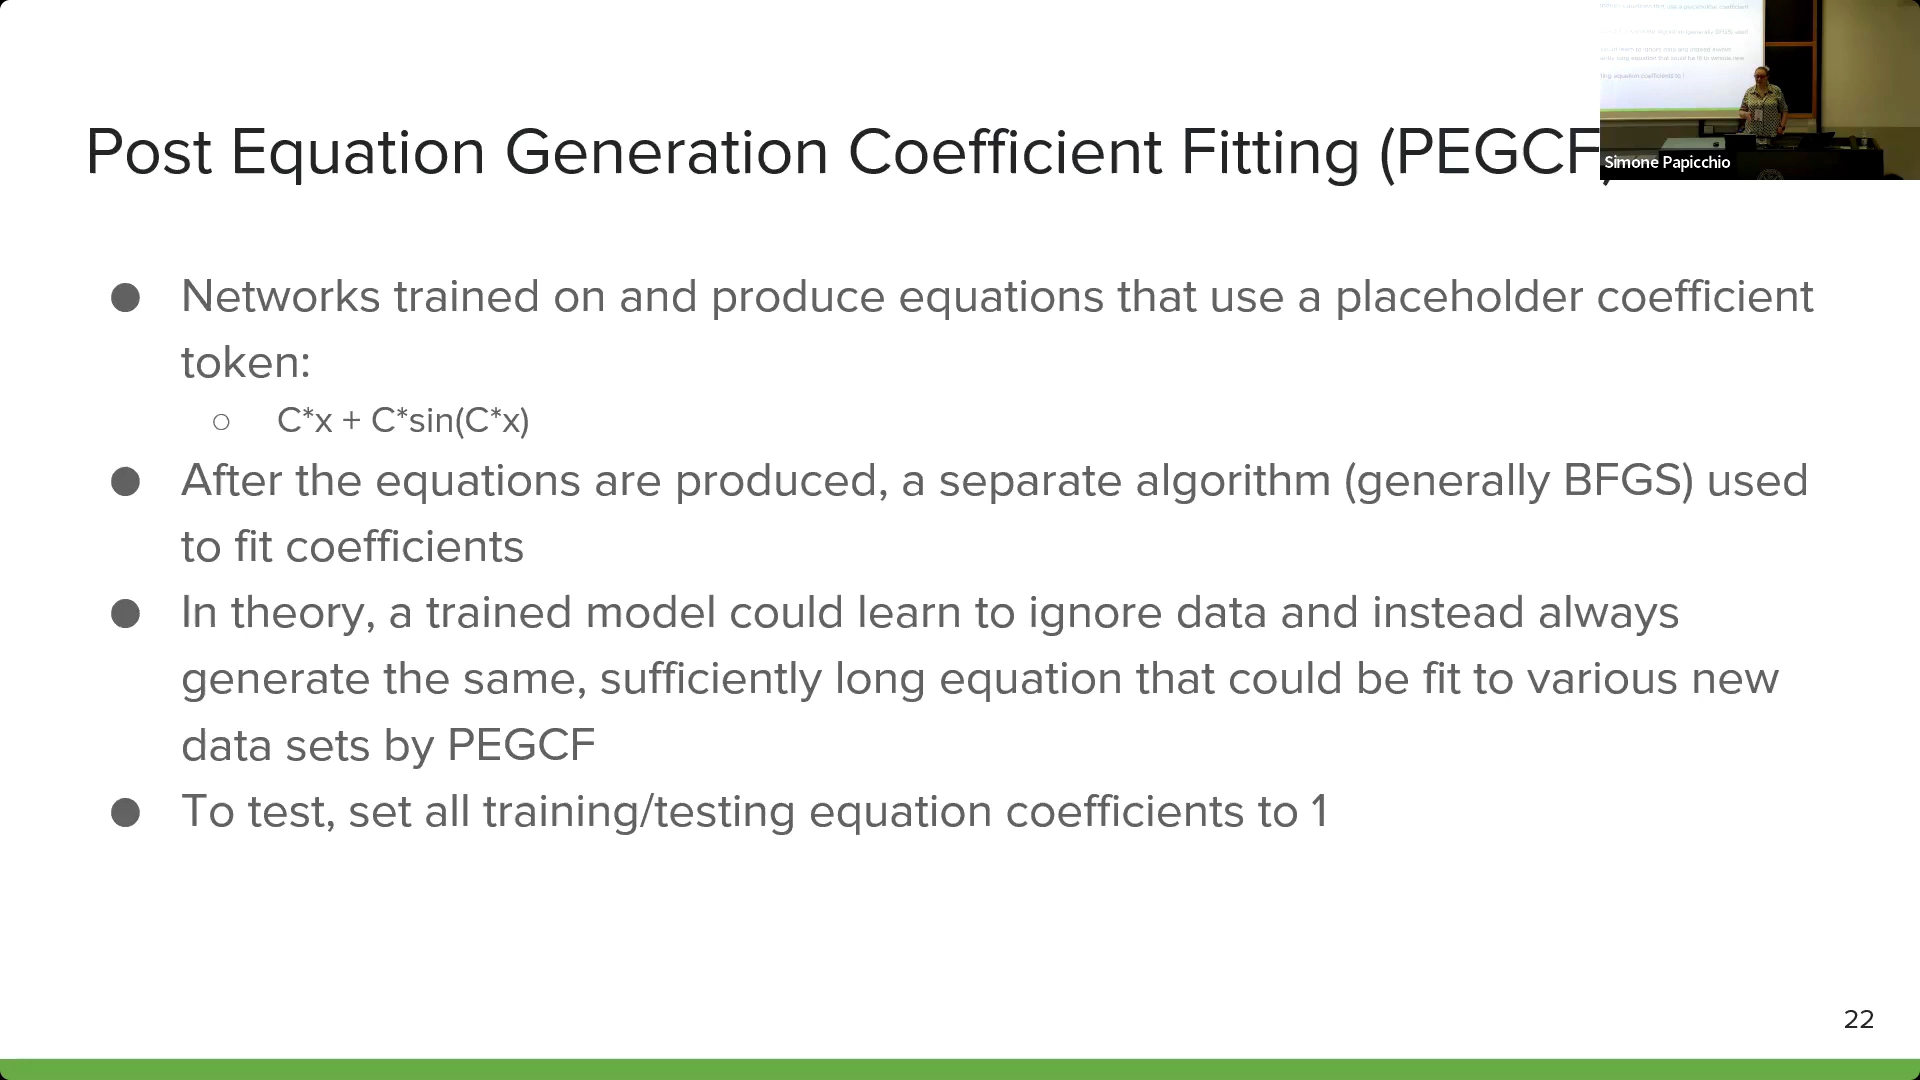 Post Equation Generation Coefficient Fitting (PEGCF)
Simone Papicchio
● Networks trained on and produce equations that use a placeholder coefficient
token:
○ C*x + C*sin(C*x)
● After the equations are produced, a separate algorithm (generally BFGS) used
to fit coefficients
● In theory, a trained model could learn to ignore data and instead always
generate the same, sufficiently long equation that could be fit to various new
data sets by PEGCF
● To test, set all training/testing equation coefficients to 1
22